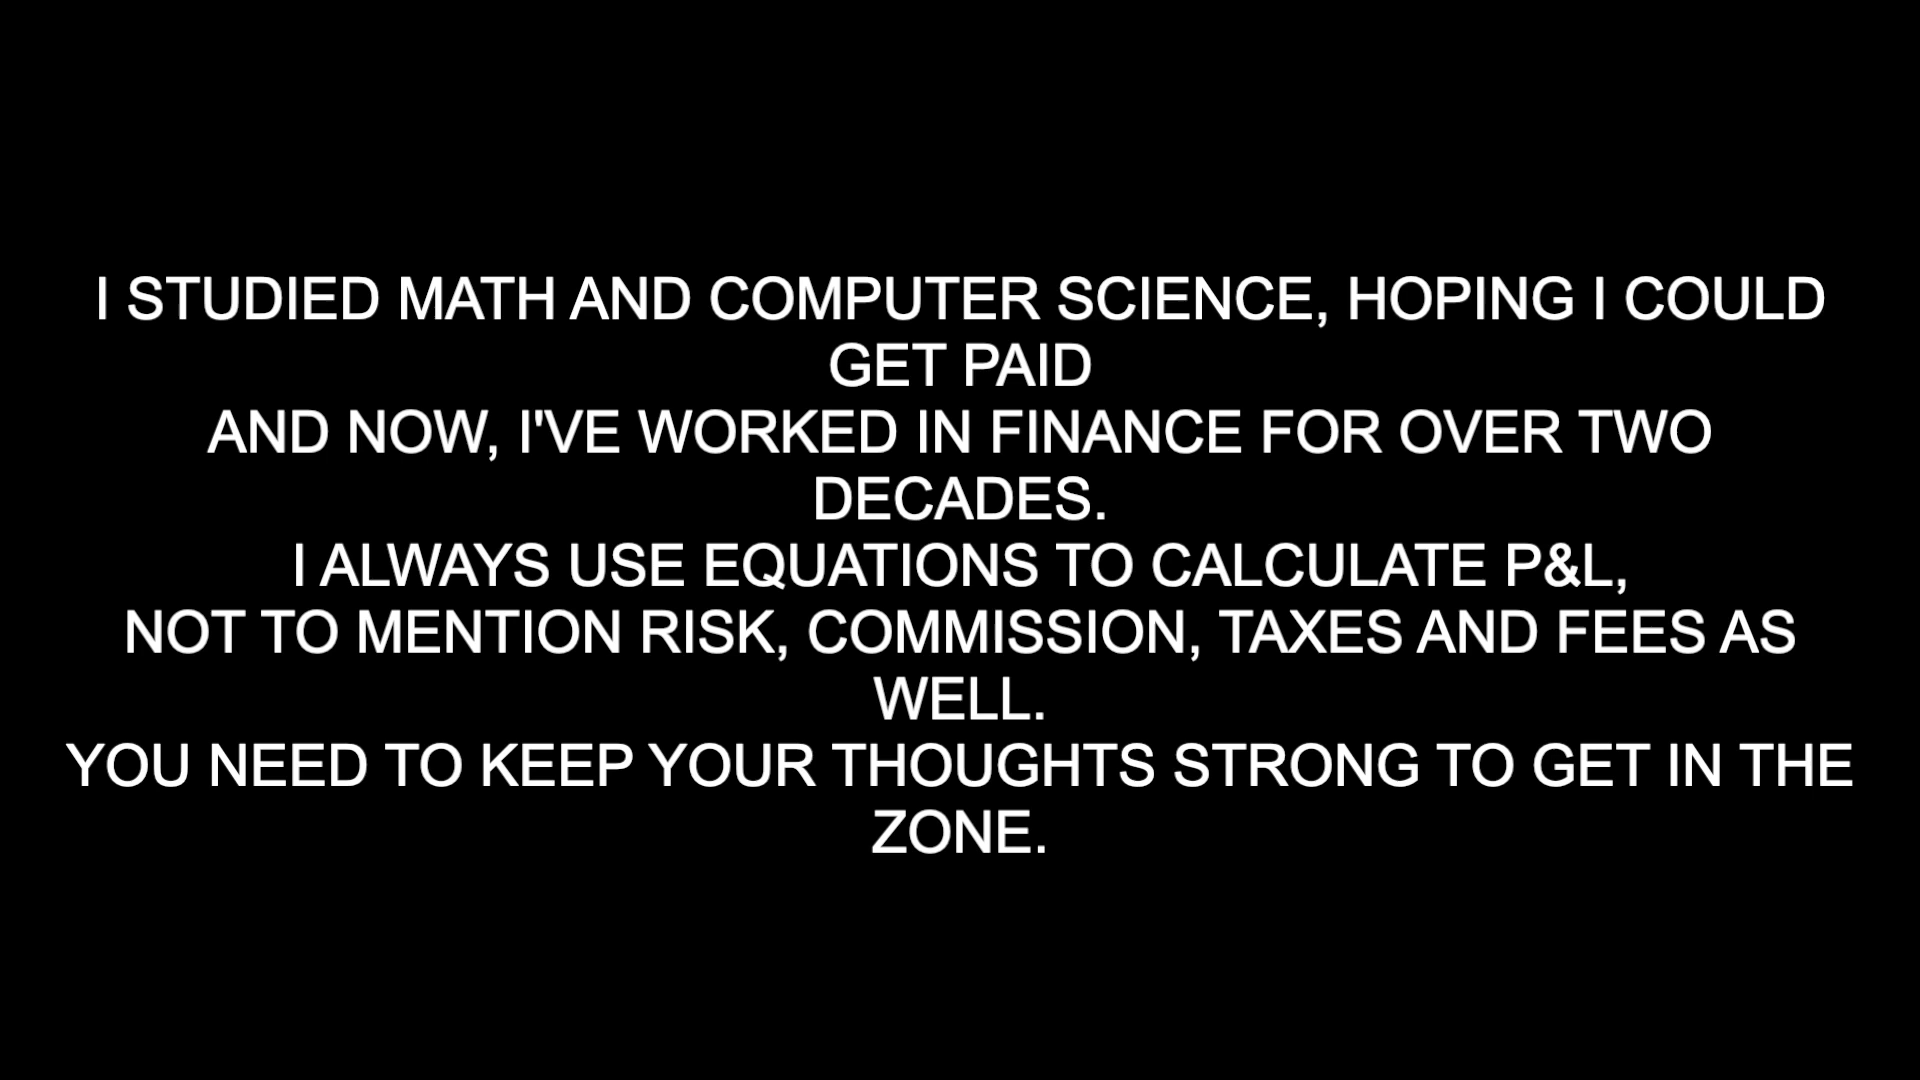 I STUDIED MATH AND COMPUTER SCIENCE, HOPING I COULD
GET PAID
AND NOW, I'VE WORKED IN FINANCE FOR OVER TWO
DECADES.
I ALWAYS USE EQUATIONS TO CALCULATE P&L,
NOT TO MENTION RISK, COMMISSION, TAXES AND FEES AS
WELL.
YOU NEED TO KEEP YOUR THOUGHTS STRONG TO GET IN THE
ZONE.